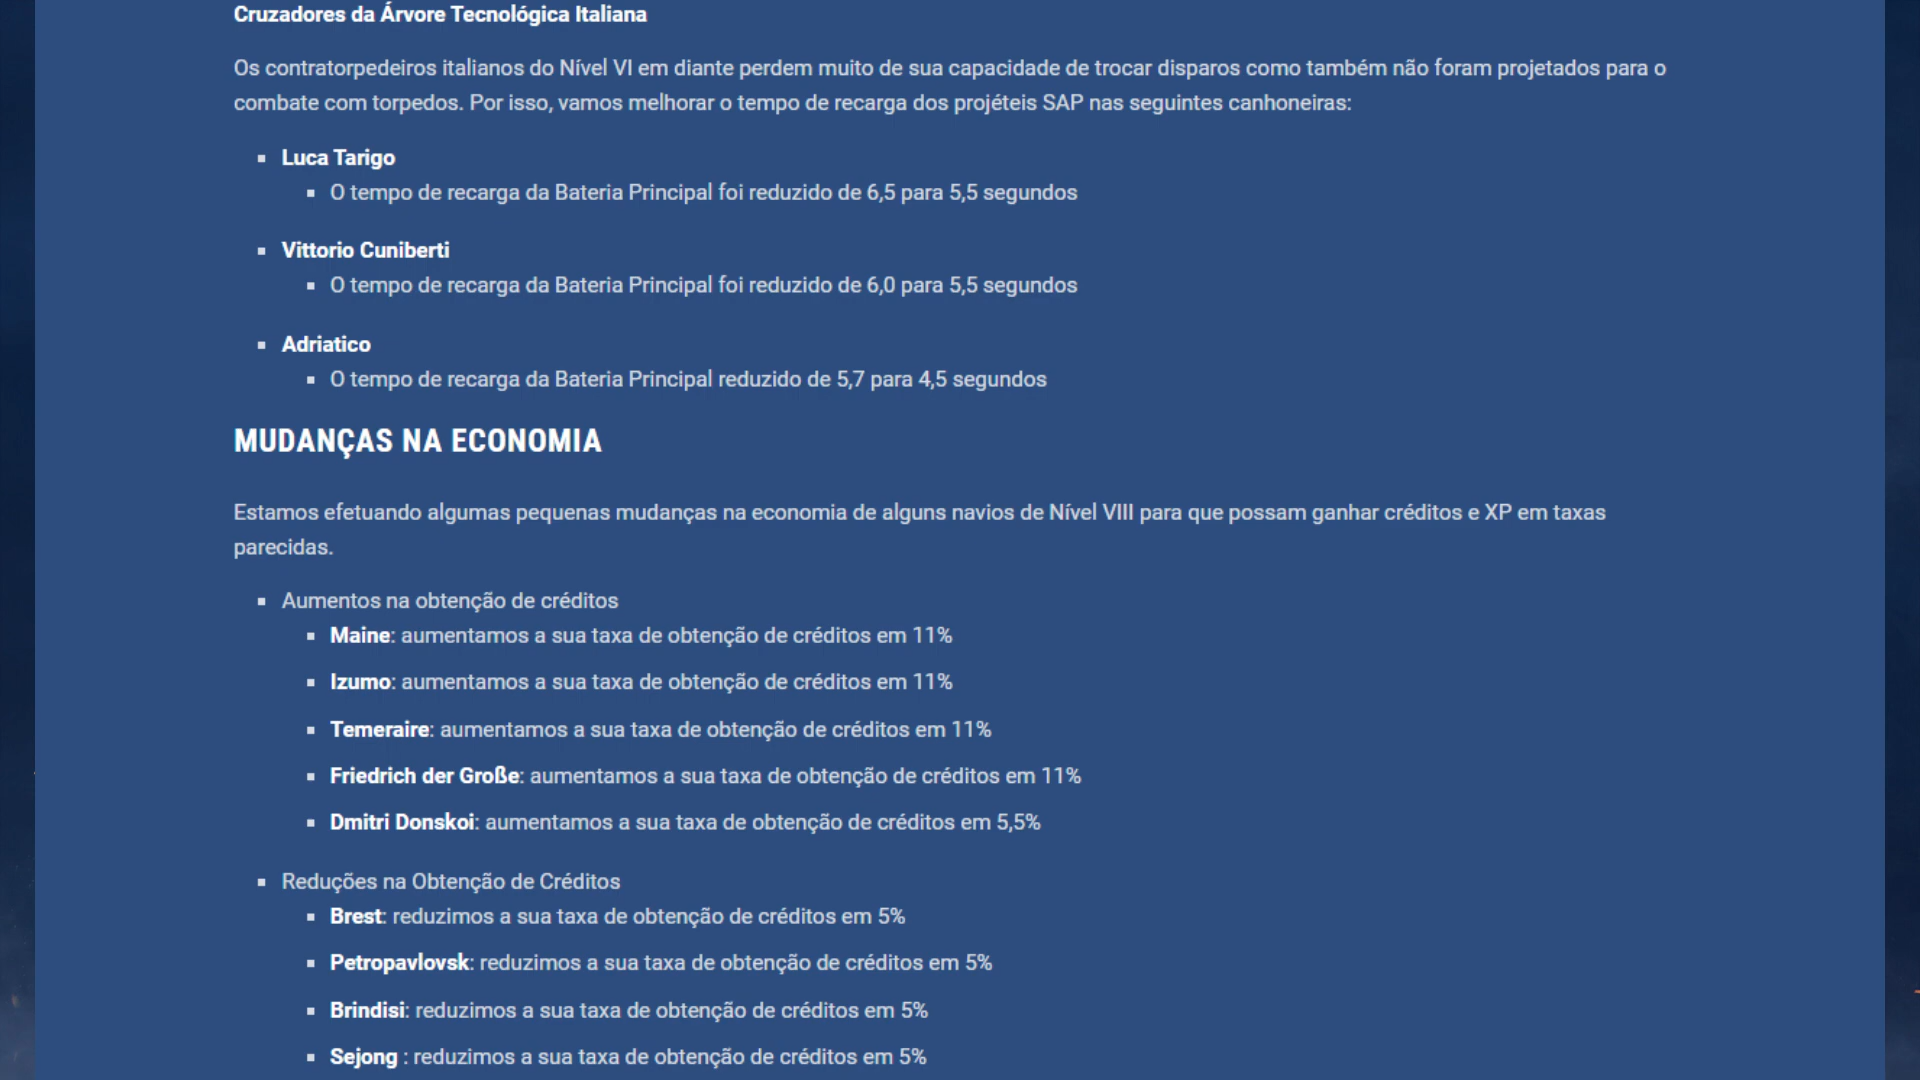 Cruzadores da Árvore Tecnológica Italiana
Os contratorpedeiros italianos do Nível VI em diante perdem muito de sua capacidade de trocar disparos como também não foram projetados para o
combate com torpedos. Por isso, vamos melhorar o tempo de recarga dos projéteis SAP nas seguintes canhoneiras:
Luca Tarigo
O tempo de recarga da Bateria Principal foi reduzido de 6,5 para 5,5 segundos
Vittorio Cuniberti
O tempo de recarga da Bateria Principal foi reduzido de 6,0 para 5,5 segundos
Adriatico
O tempo de recarga da Bateria Principal reduzido de 5,7 para 4,5 segundos
MUDANÇAS NA ECONOMIA
Estamos efetuando algumas pequenas mudanças na economia de alguns navios de Nível VIII para que possam ganhar créditos e XP em taxas
parecidas.
Aumentos na obtenção de créditos
Maine: aumentamos a sua taxa de obtenção de créditos em 11%
Izumo: aumentamos a sua taxa de obtenção de créditos em 11%
Temeraire: aumentamos a sua taxa de obtenção de créditos em 11%
Friedrich der Große: aumentamos a sua taxa de obtenção de créditos em 11%
Dmitri Donskoi: aumentamos a sua taxa de obtenção de créditos em 5,5%
Reduções na Obtenção de Créditos
Brest: reduzimos a sua taxa de obtenção de créditos em 5%
Petropavlovsk: reduzimos a sua taxa de obtenção de créditos em 5%
Brindisi: reduzimos a sua taxa de obtenção de créditos em 5%
Sejong : reduzimos a sua taxa de obtenção de créditos em 5%